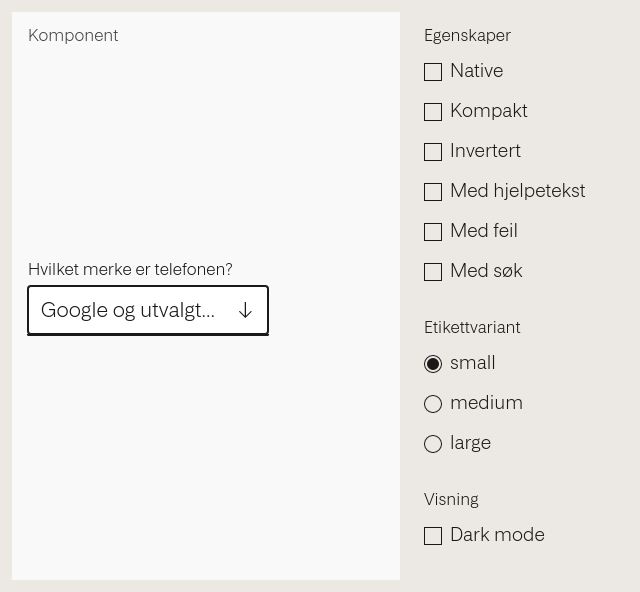 Komponent
Hvilket merke er telefonen?
Google og utvalgt...
Egenskaper
Native
Kompakt
Invertert
Med hjelpetekst
Med feil
Med søk
Etikettvariant
small
medium
large
Visning
Dark mode